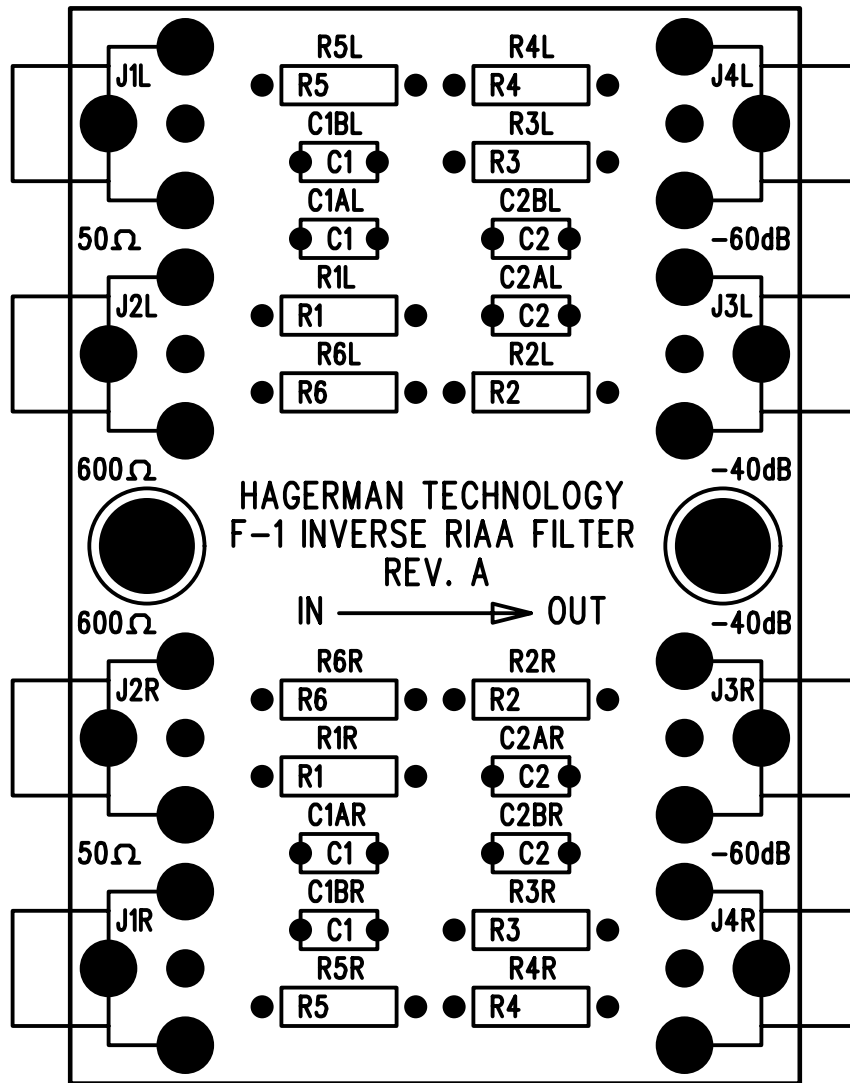 R5L R4L
J1L R5 R4 J4L
C1BL R3L
C1 R3
C1AL C2BL
50Ω C1 C2 -60dB
R1L C2AL
J2L R1 C2 J3L
R6L R2L
R6 R2
600Ω -40dB
HAGERMAN TECHNOLOGY
F-1 INVERSE RIAA FILTER
REV. A
IN OUT
600Ω -40dB
R6R R2R
J2R R6 R2 J3R
R1R C2AR
R1 C2
C1AR C2BR
50Ω C1 C2 -60dB
C1BR R3R
J1R C1 R3 J4R
R5R R4R
R5 R4